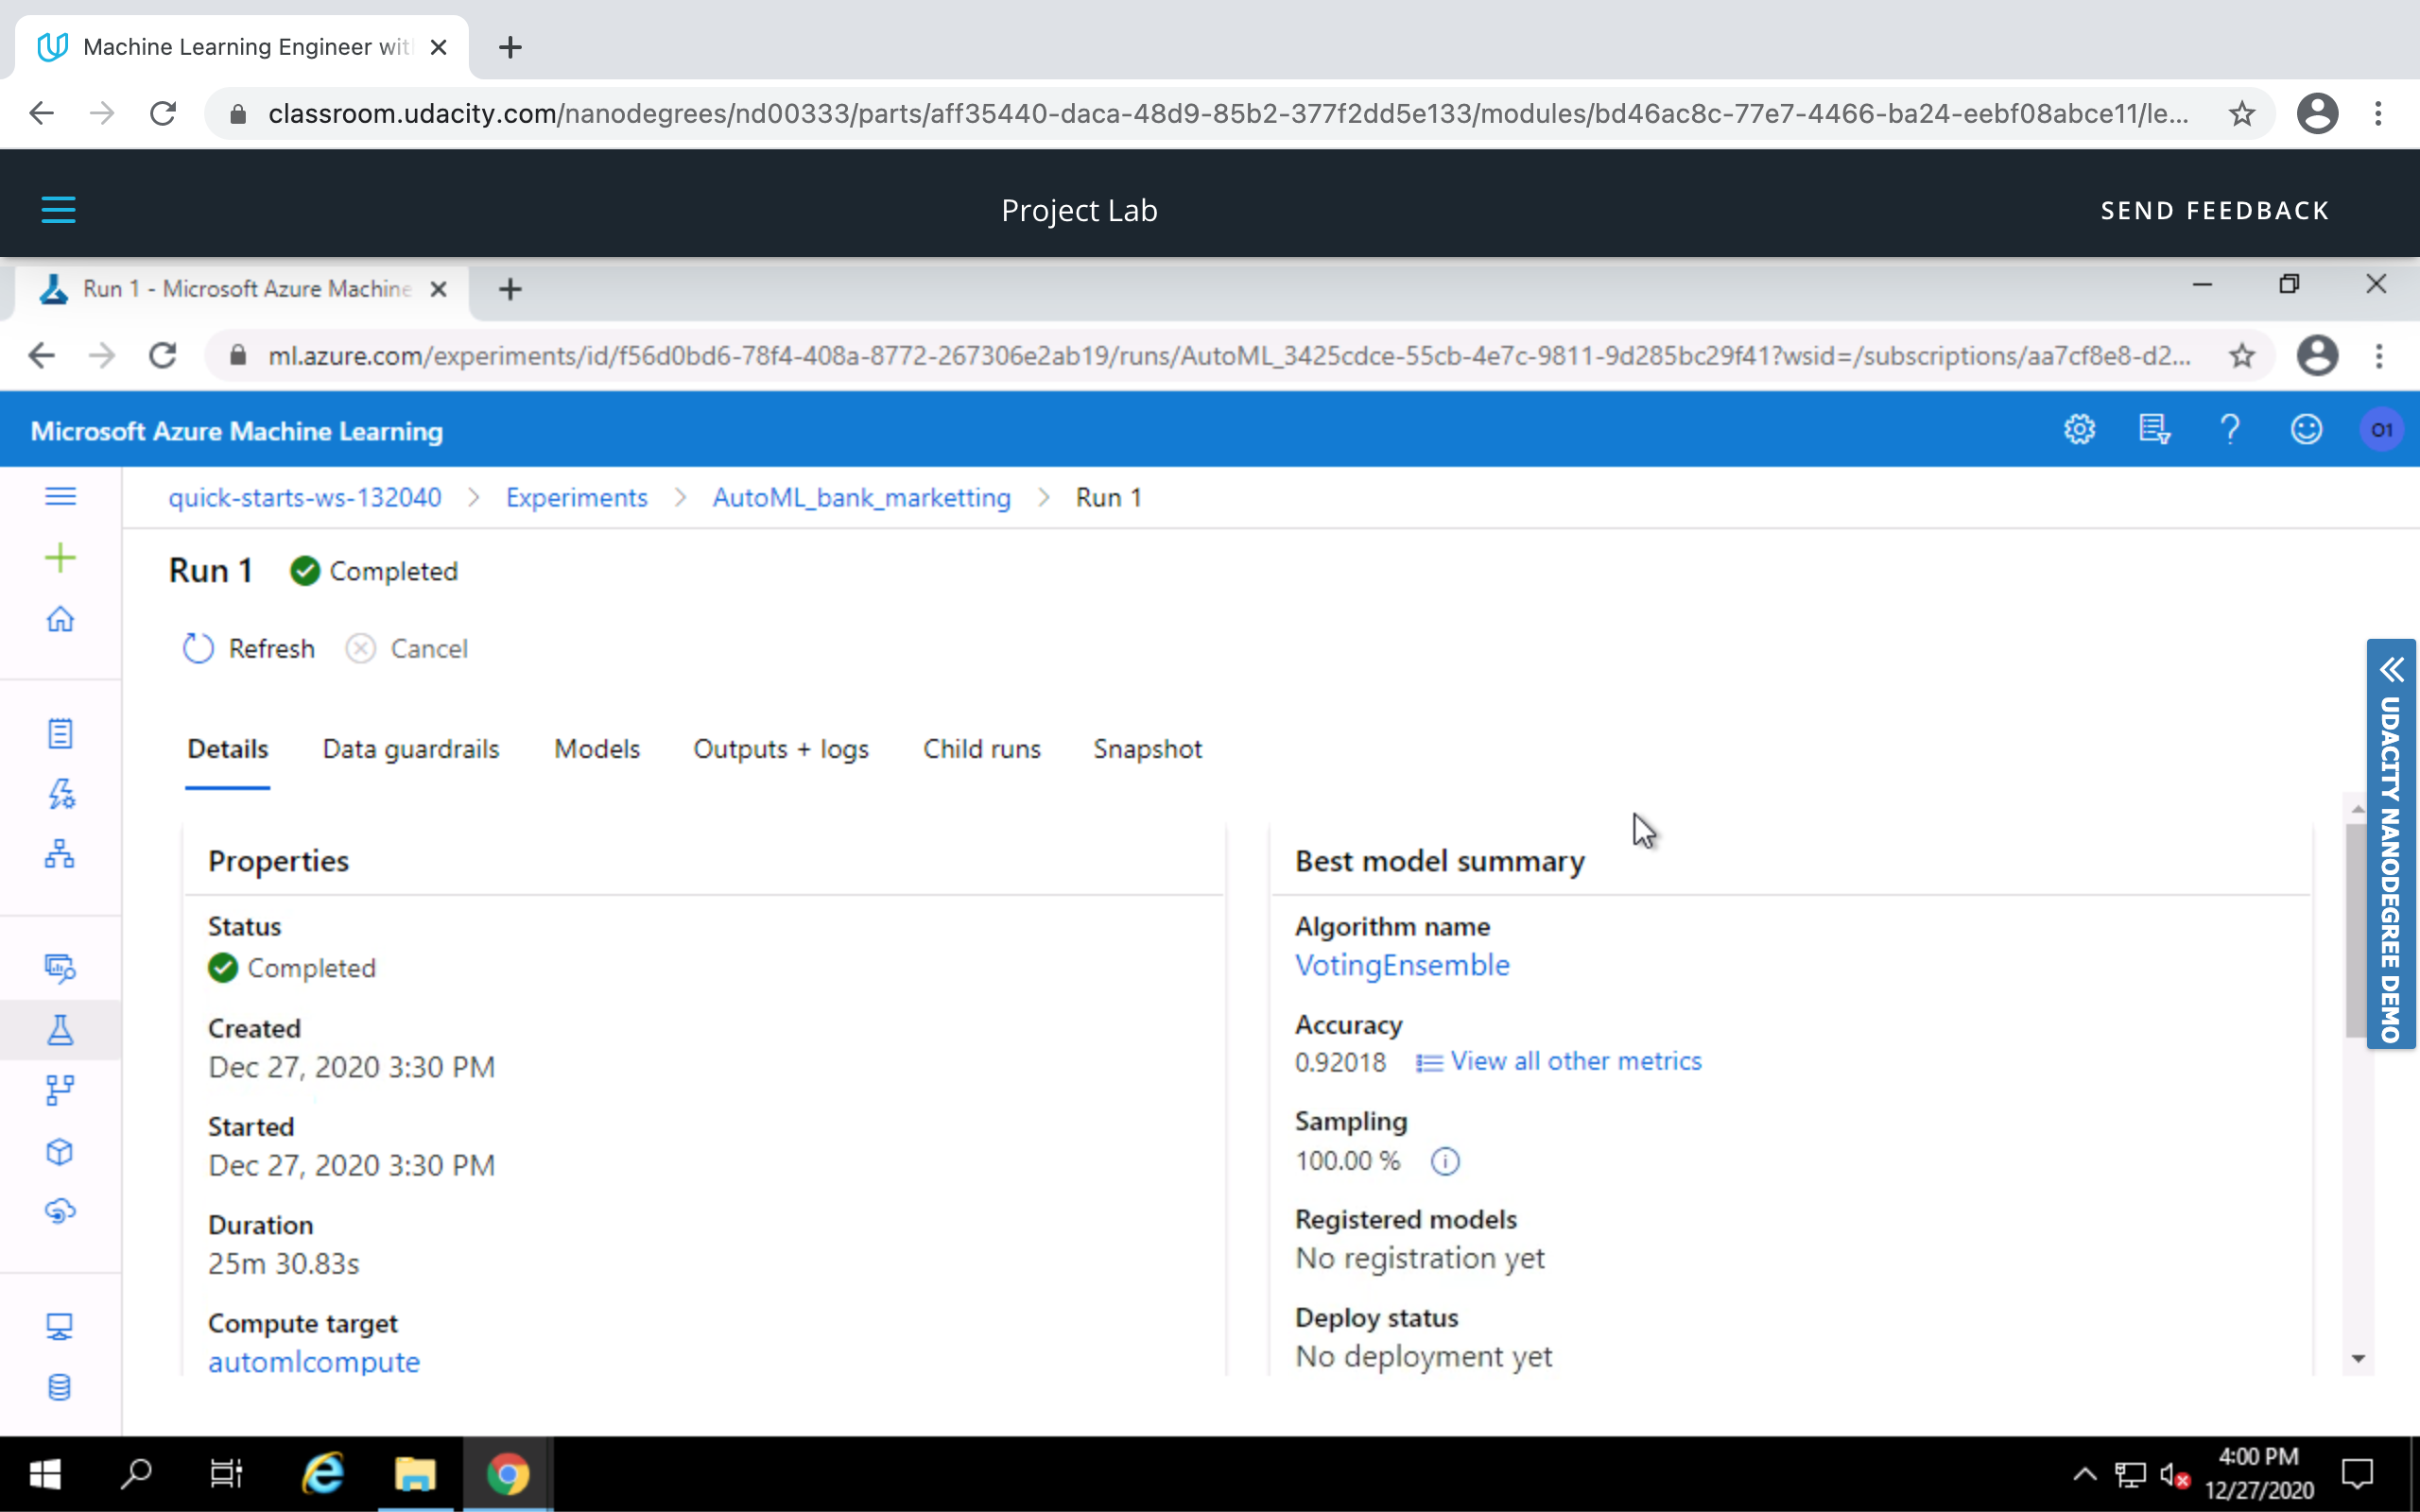 Machine Learning Engineer wit
classroom.udacity.com/nanodegrees/nd00333/parts/aff35440-daca-48d9-85b2-377f2dd5e133/modules/bd46ac8c-77e7-4466-ba24-eebf08abce11/le...
Project Lab
SEND FEEDBACK
Run 1 - Microsoft Azure Machine
ml.azure.com/experiments/id/f56d0bd6-78f4-408a-8772-267306e2ab19/runs/AutoML_3425cdce-55cb-4e7c-9811-9d285bc29f41?wsid=/subscriptions/aa7cf8e8-d2...
Microsoft Azure Machine Learning
01
quick-starts-ws-132040 > Experiments > AutoML_bank_marketting > Run 1
Run 1 Completed
Refresh Cancel
Details Data guardrails Models Outputs + logs Child runs Snapshot
Properties
Status
Completed
Created
Dec 27, 2020 3:30 PM
Started
Dec 27, 2020 3:30 PM
Duration
25m 30.83s
Compute target
automlcompute
Best model summary
Algorithm name
VotingEnsemble
Accuracy
0.92018 View all other metrics
Sampling
100.00 %
Registered models
No registration yet
Deploy status
No deployment yet
UDACITY NANODEGREE DEMO
4:00 PM
12/27/2020